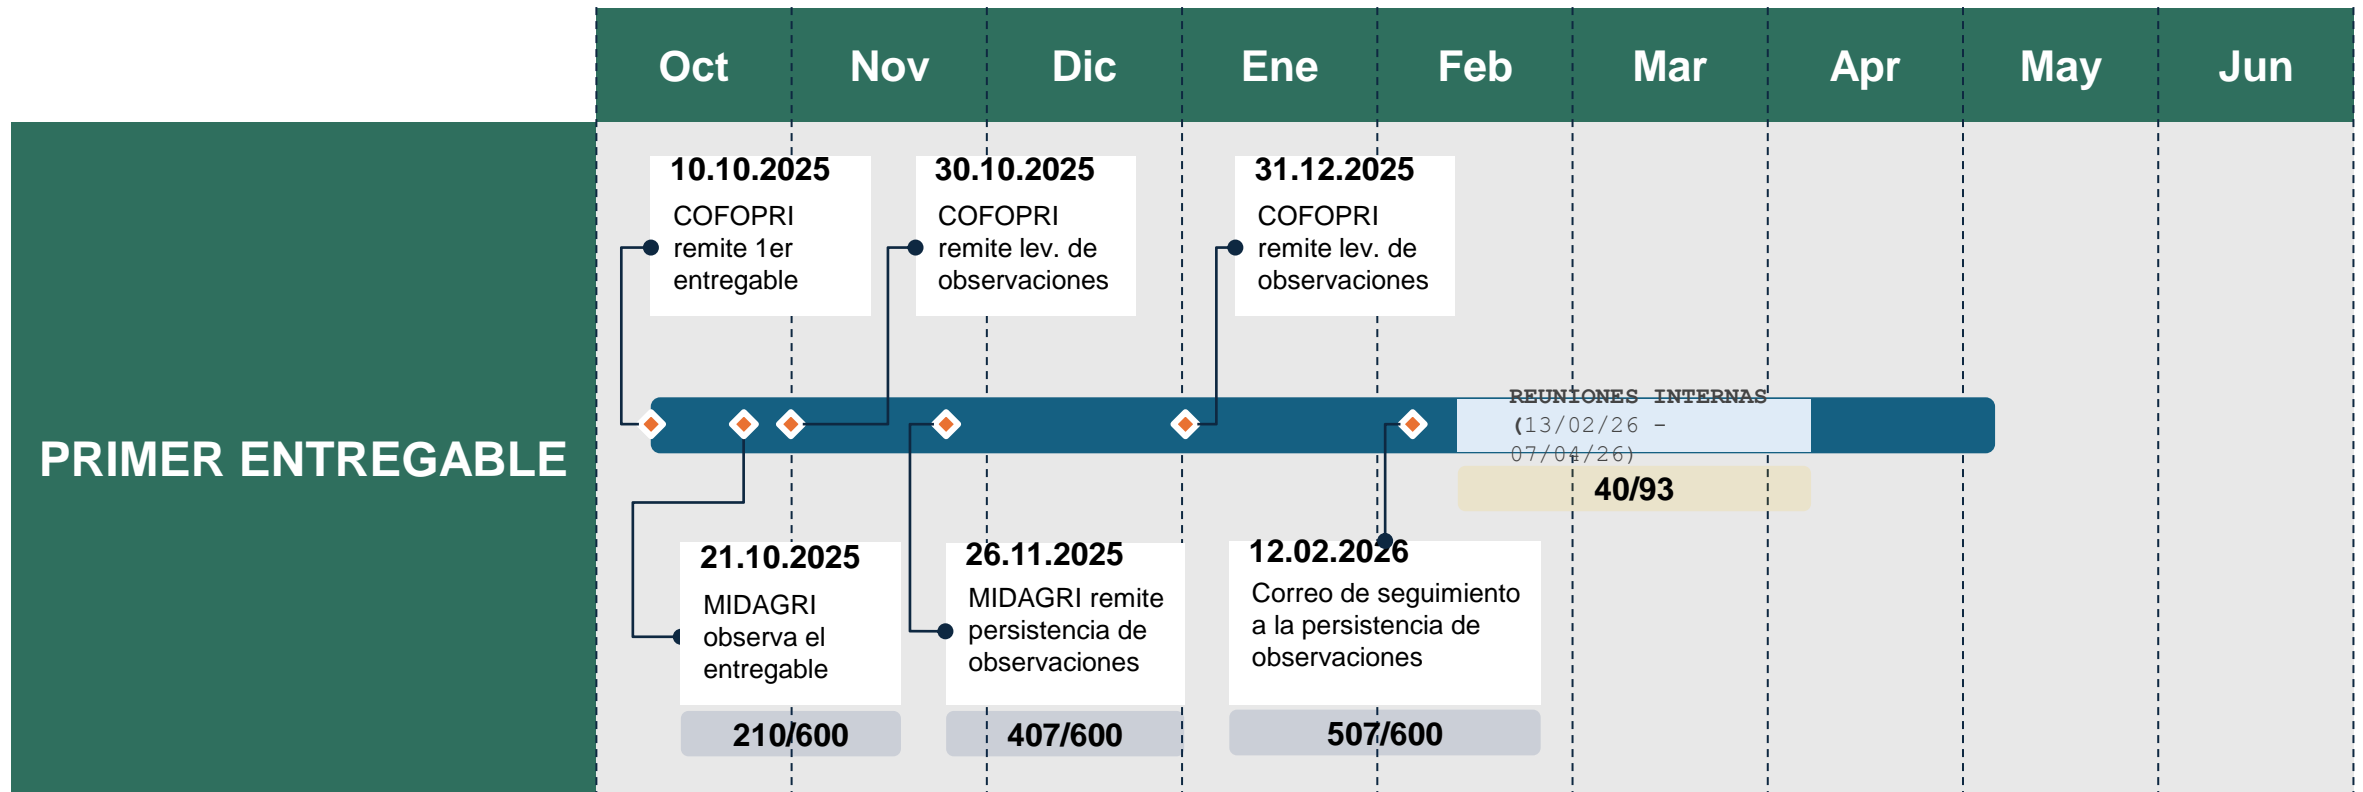 Oct Nov Dic Ene Feb Mar Apr May Jun
PRIMER ENTREGABLE
10.10.2025
COFOPRI
remite 1er
entregable
30.10.2025
COFOPRI
remite lev. de
observaciones
31.12.2025
COFOPRI
remite lev. de
observaciones
REUNIONES INTERNAS
(13/02/26 –
07/04/26)
40/93
21.10.2025
MIDAGRI
observa el
entregable
210/600
26.11.2025
MIDAGRI remite
persistencia de
observaciones
407/600
12.02.2026
Correo de seguimiento
a la persistencia de
observaciones
507/600